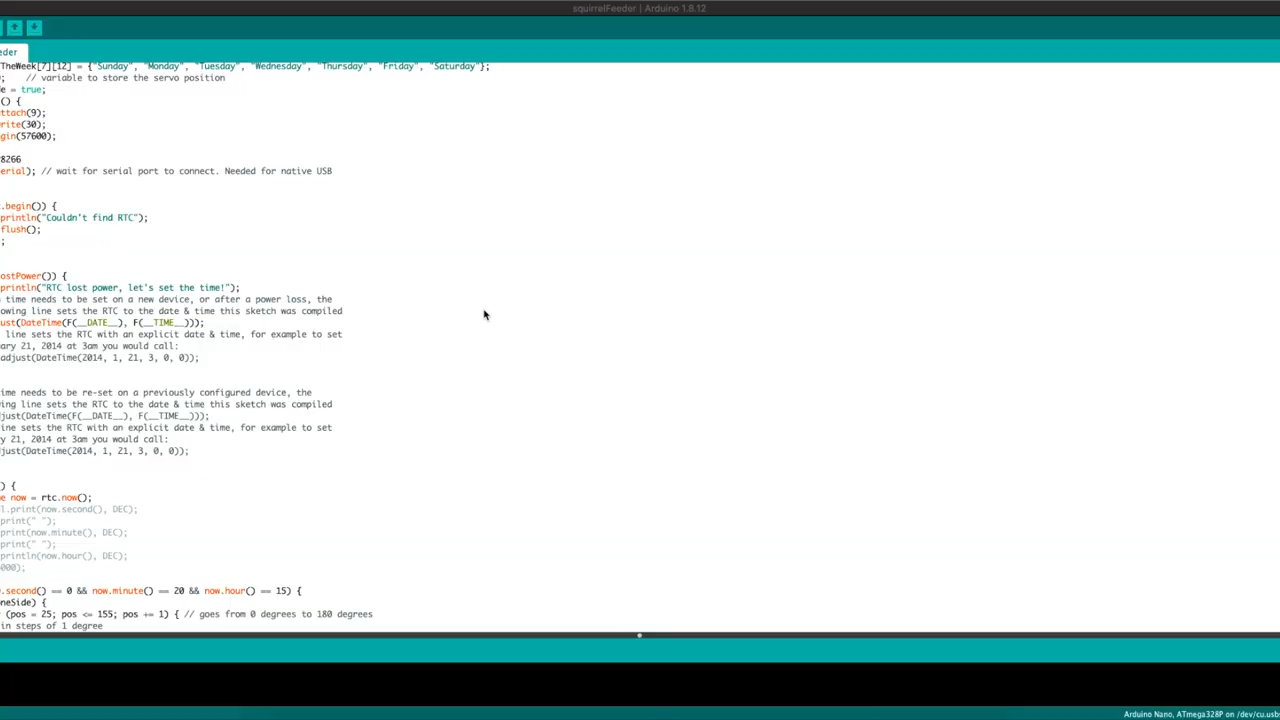 squirrelFeeder | Arduino 1.8.12
eder
TheWeek[7][12] = {"Sunday", "Monday", "Tuesday", "Wednesday", "Thursday", "Friday", "Saturday"};
; // variable to store the servo position
de = true;
() {
ttach(9);
rite(30);
gin(57600);
8266
erial); // wait for serial port to connect. Needed for native USB
.begin()) {
println("Couldn't find RTC");
flush();
;
ostPower()) {
println("RTC lost power, let's set the time!");
time needs to be set on a new device, or after a power loss, the
owing line sets the RTC to the date & time this sketch was compiled
ust(DateTime(F(__DATE__), F(__TIME__)));
line sets the RTC with an explicit date & time, for example to set
ary 21, 2014 at 3am you would call:
adjust(DateTime(2014, 1, 21, 3, 0, 0));
ime needs to be re-set on a previously configured device, the
wing line sets the RTC to the date & time this sketch was compiled
djust(DateTime(F(__DATE__), F(__TIME__)));
ine sets the RTC with an explicit date & time, for example to set
y 21, 2014 at 3am you would call:
djust(DateTime(2014, 1, 21, 3, 0, 0));
) {
e now = rtc.now();
l.print(now.second(), DEC);
print(" ");
print(now.minute(), DEC);
print(" ");
println(now.hour(), DEC);
000);
.second() == 0 && now.minute() == 20 && now.hour() == 15) {
neSide) {
(pos = 25; pos <= 155; pos += 1) { // goes from 0 degrees to 180 degrees
in steps of 1 degree
Arduino Nano, ATmega328P on /dev/cu.usb